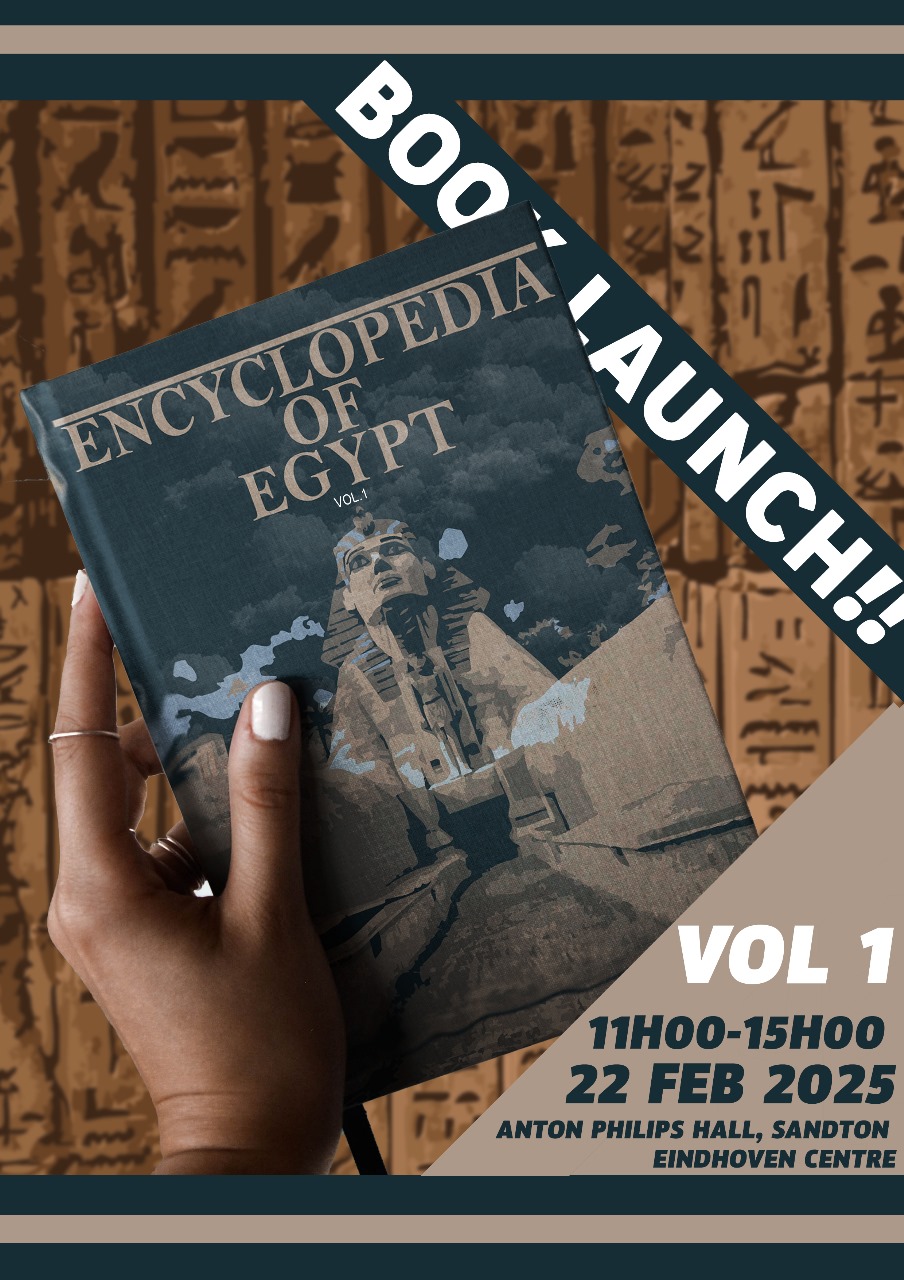 BOOK LAUNCH!!
ENCYCLOPEDIA
OF
EGYPT
VOL.1
VOL 1
11H00-15H00
22 FEB 2025
ANTON PHILIPS HALL, SANDTON
EINDHOVEN CENTRE